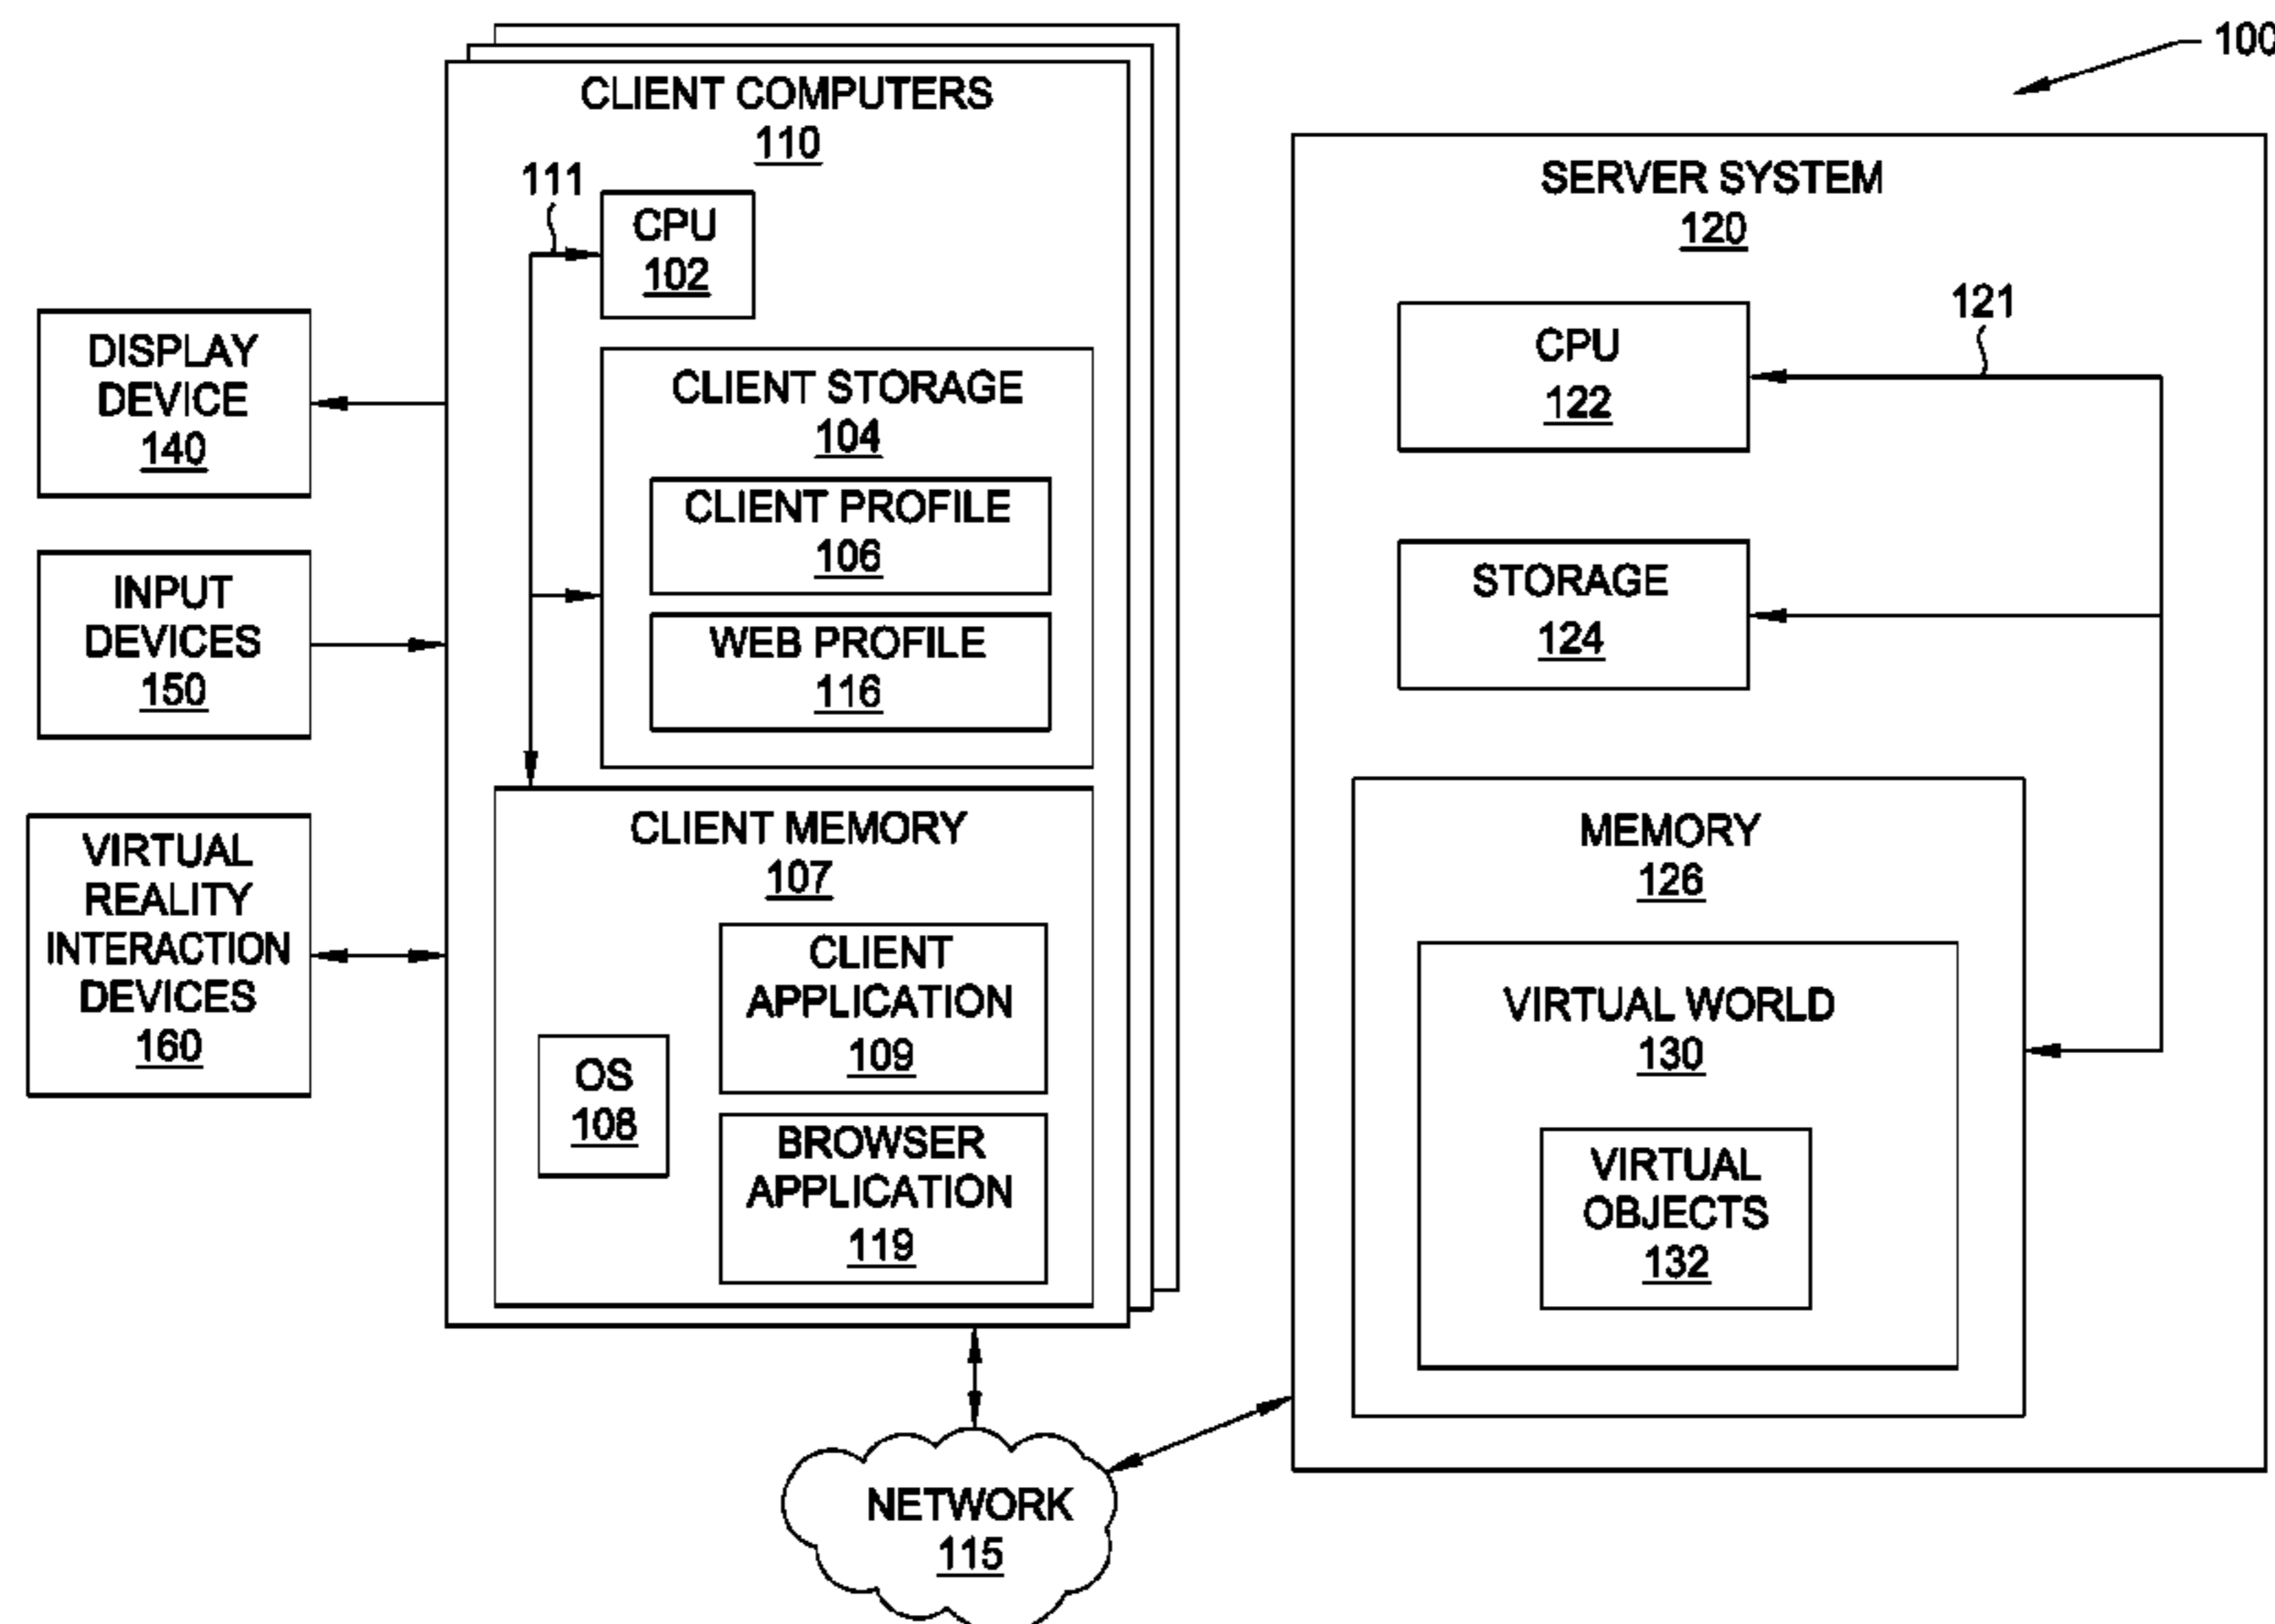 100
CLIENT COMPUTERS
110
111
CPU
102
CLIENT STORAGE
104
CLIENT PROFILE
106
WEB PROFILE
116
CLIENT MEMORY
107
CLIENT
APPLICATION
109
OS
108
BROWSER
APPLICATION
119
DISPLAY
DEVICE
140
INPUT
DEVICES
150
VIRTUAL
REALITY
INTERACTION
DEVICES
160
SERVER SYSTEM
120
121
CPU
122
STORAGE
124
MEMORY
126
VIRTUAL WORLD
130
VIRTUAL
OBJECTS
132
NETWORK
115